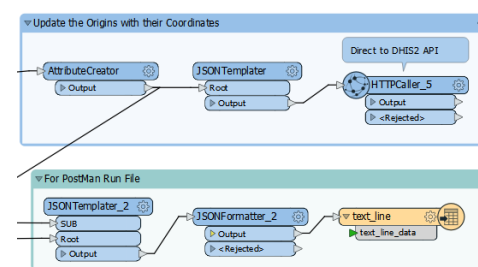 Update the Origins with their Coordinates
Direct to DHIS2 API
AttributeCreator
Output
JSONTemplater
Root
Output
HTTPCaller_5
Output
<Rejected>
For PostMan Run File
JSONTemplater_2
SUB
Root
Output
JSONFormatter_2
Output
<Rejected>
text_line
text_line_data